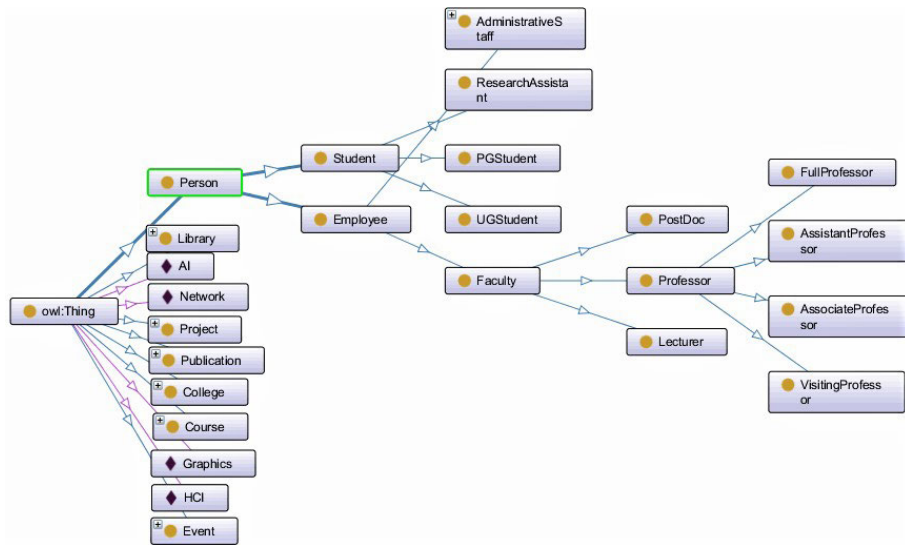 AdministrativeS
taff
ResearchAssista
nt
Student
PGStudent
Person
FullProfessor
Employee
UGStudent
PostDoc
Library
AssistantProfes
sor
AI
Faculty
Professor
Network
owl:Thing
AssociateProfes
sor
Project
Lecturer
Publication
College
VisitingProfess
or
Course
Graphics
HCI
Event